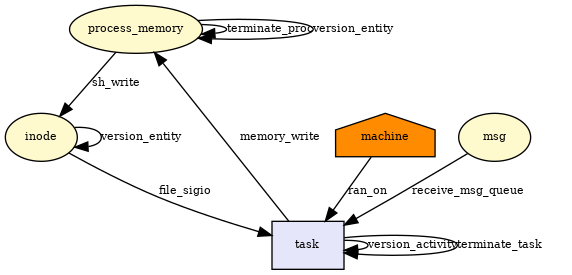 process_memory
terminate_proc
version_entity
sh_write
inode
version_entity
memory_write
machine
msg
file_sigio
ran_on
receive_msg_queue
task
version_activity
terminate_task